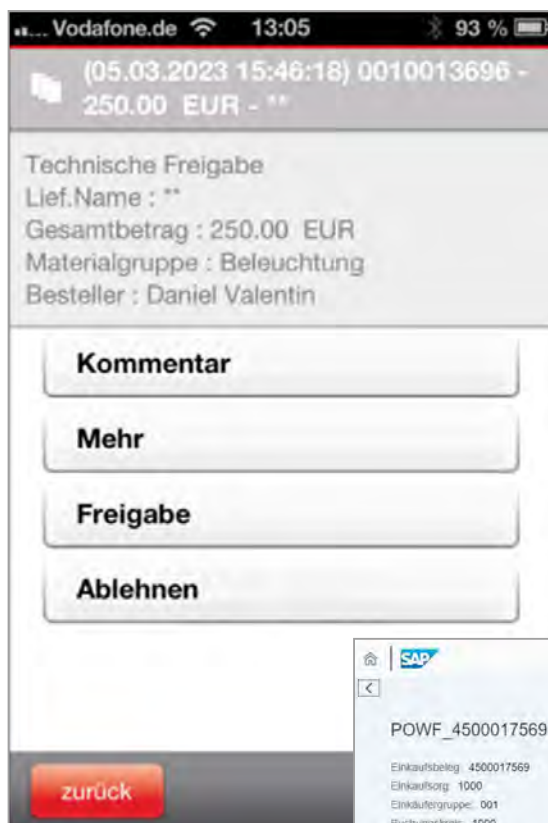 ... Vodafone.de 13:05 93 %
(05.03.2023 15:46:18) 0010013696 -
250.00 EUR - **
Technische Freigabe
Lief.Name : **
Gesamtbetrag : 250.00 EUR
Materialgruppe : Beleuchtung
Besteller : Daniel Valentin
Kommentar
Mehr
Freigabe
Ablehnen
zurück
SAP
POWF_4500017569
Einkaufsbeleg: 4500017569
Einkaufsorg: 1000
Einkäufergruppe: 001
Buchungskreis: 1000